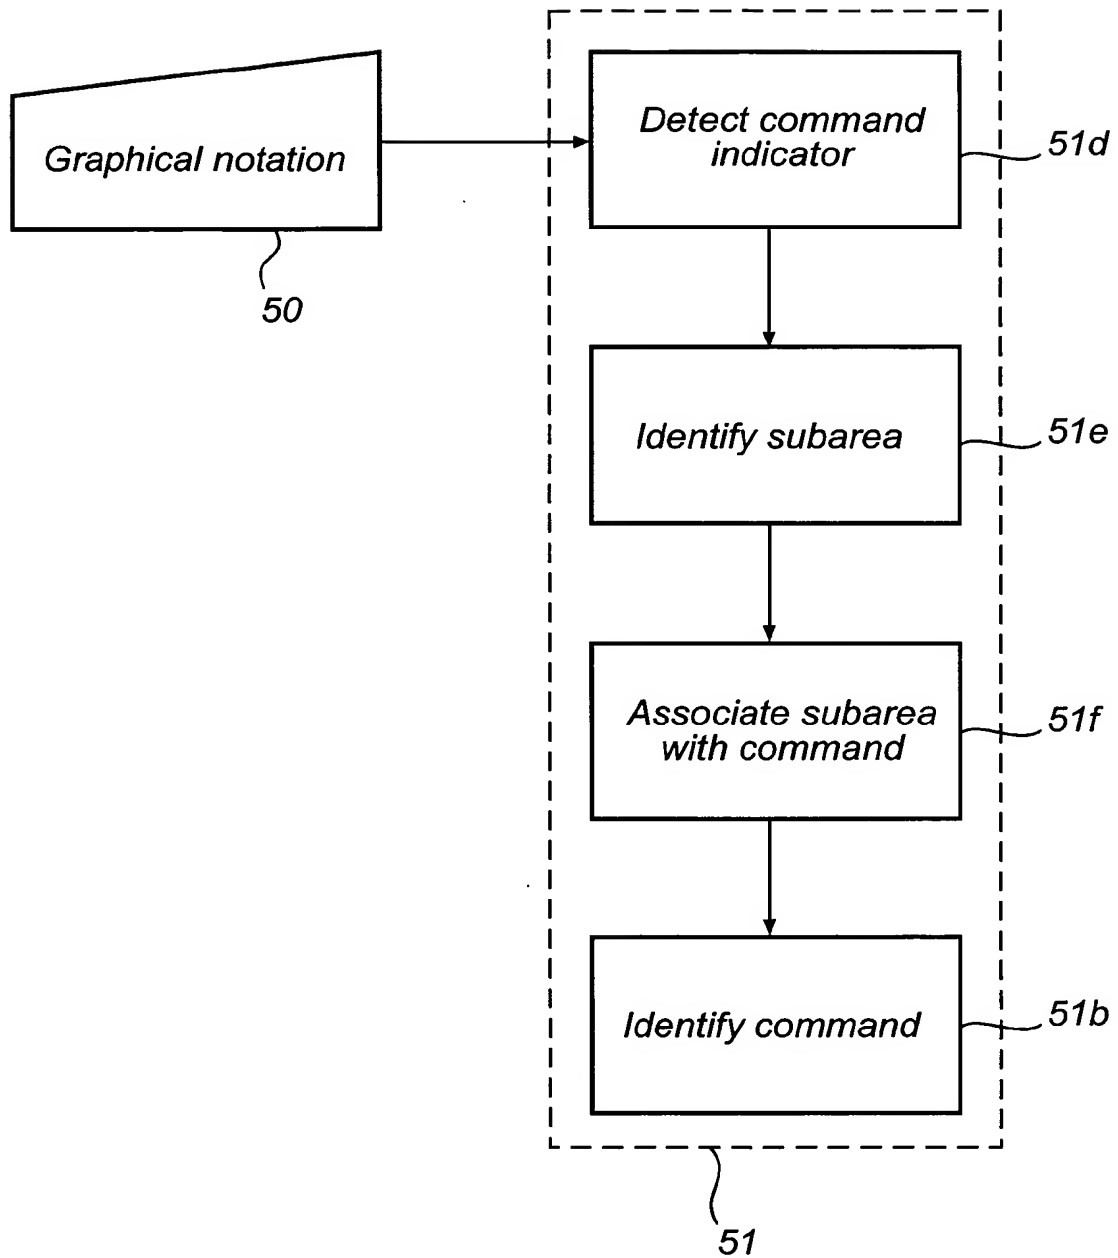 Graphical notation
50
Detect command
indicator
51d
Identify subarea
51e
Associate subarea
with command
51f
Identify command
51b
51